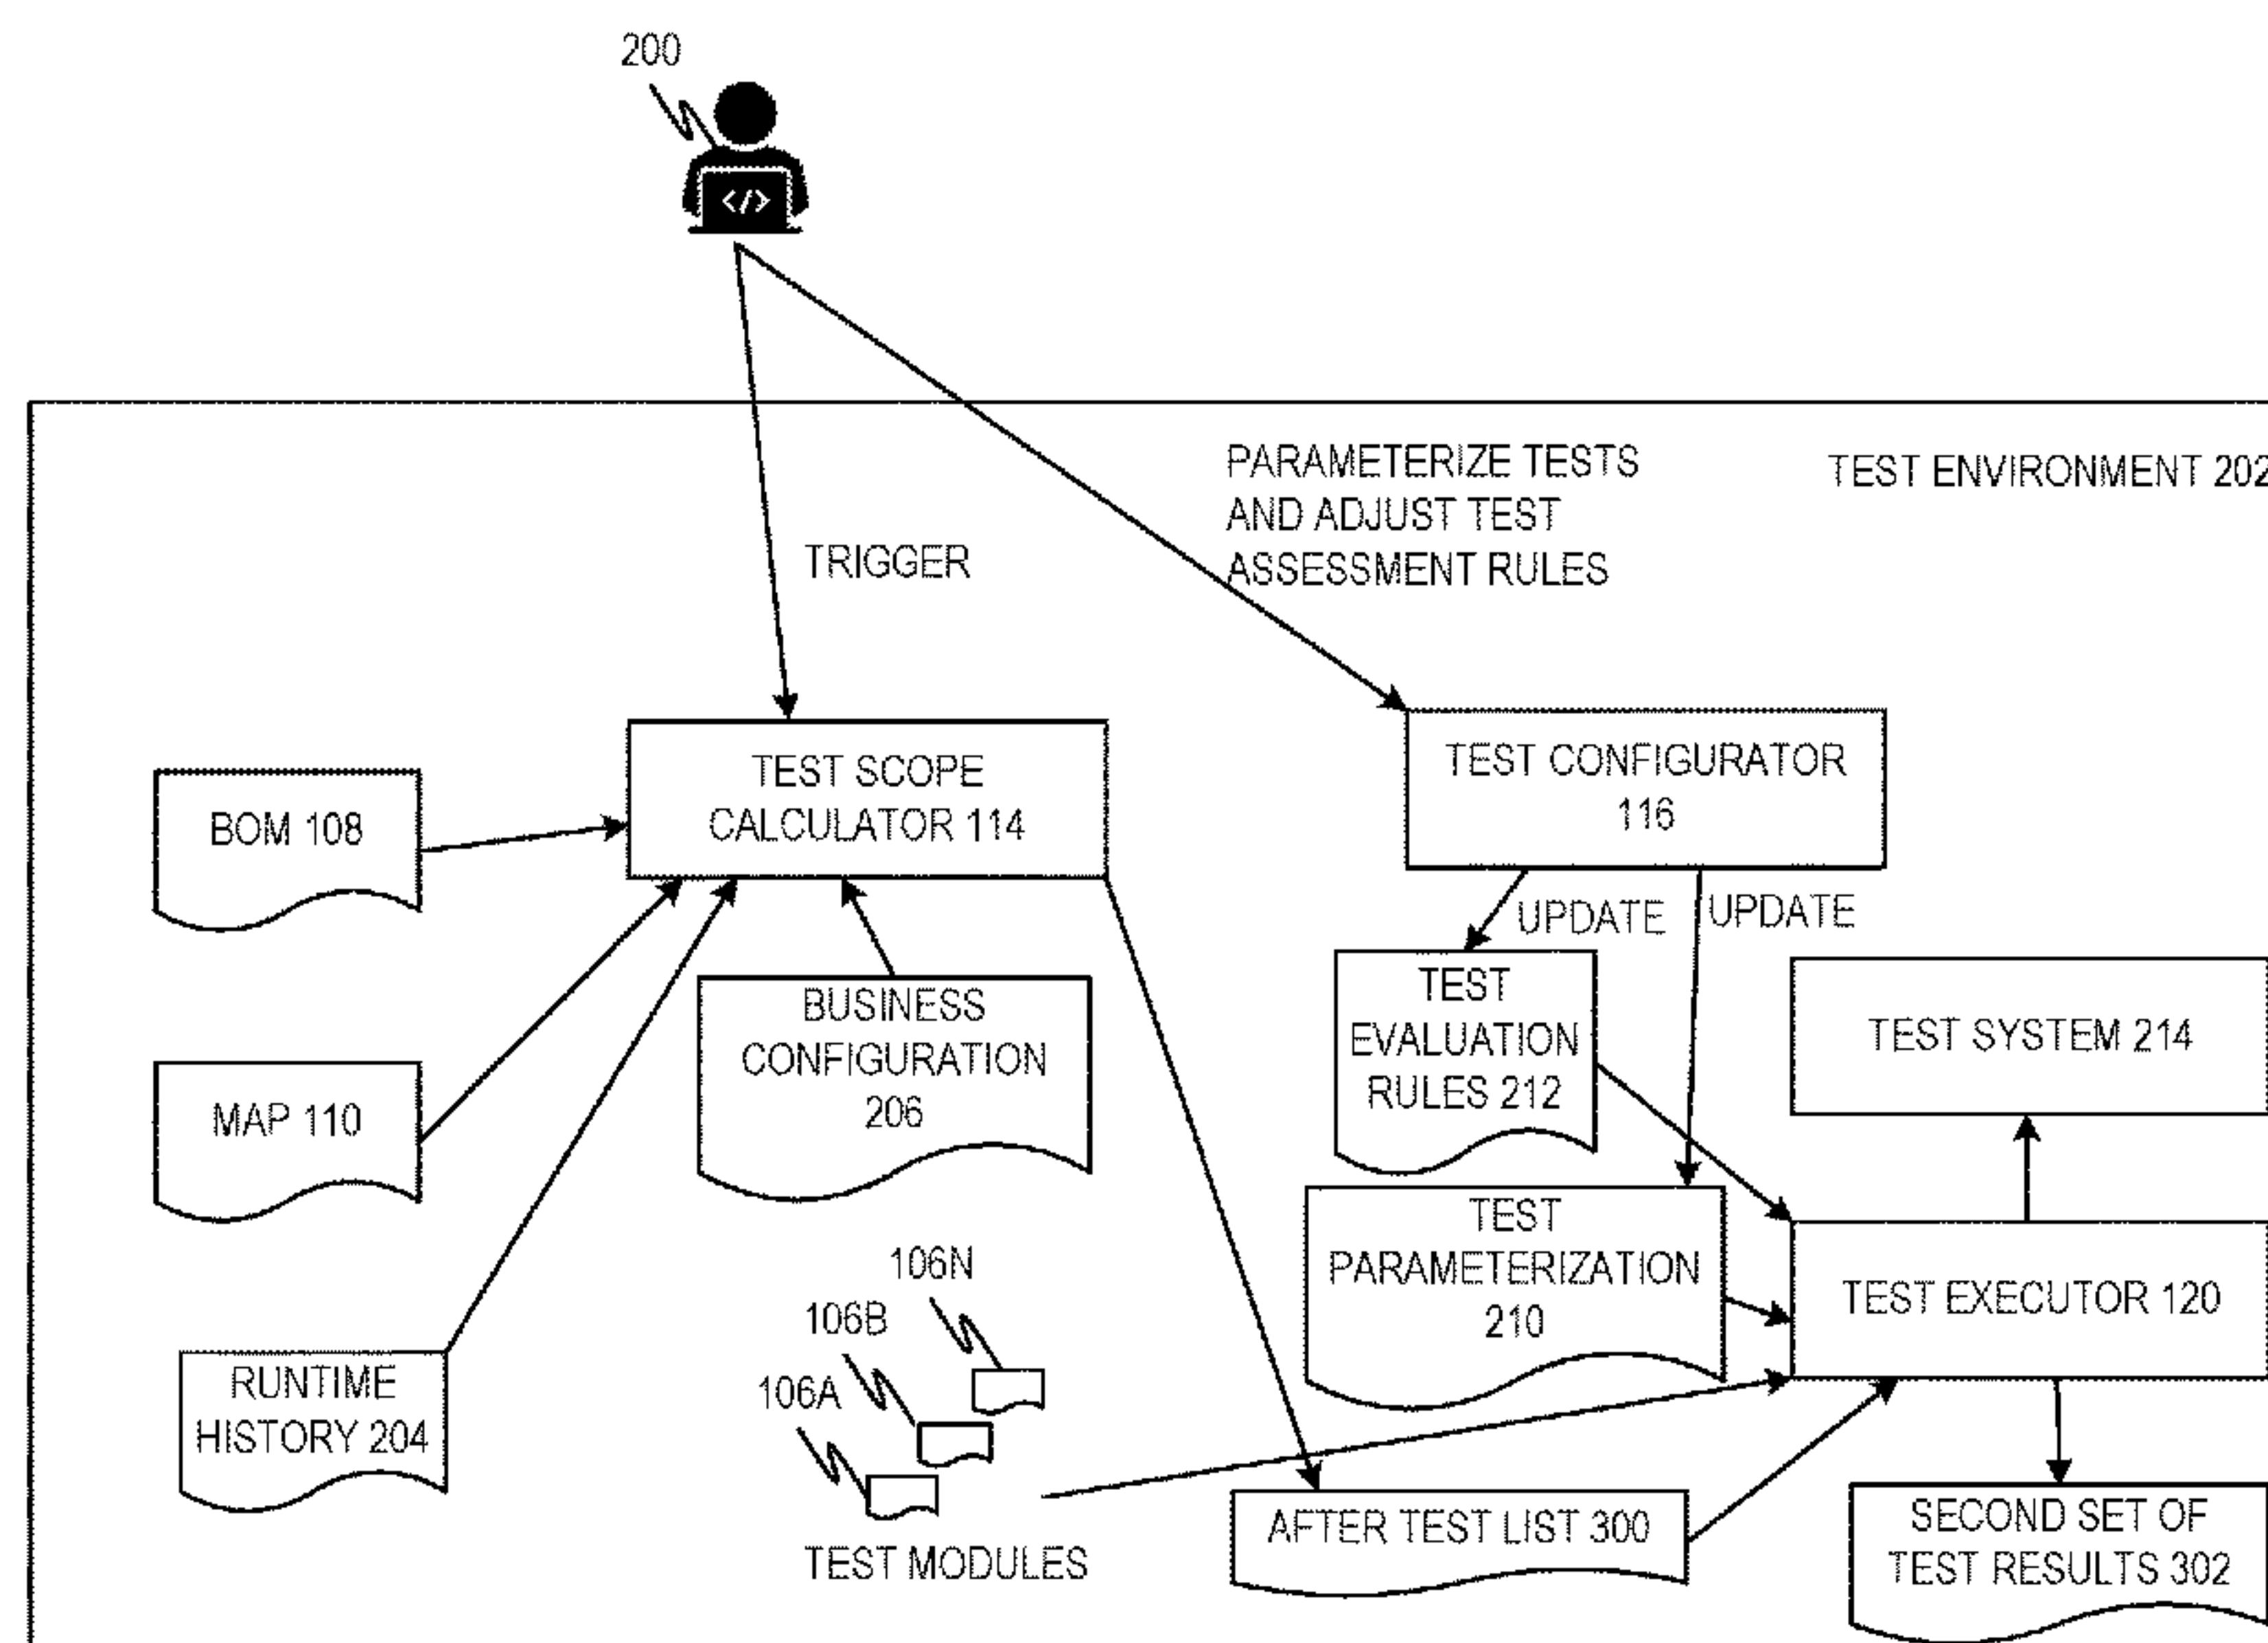 200
</>
PARAMETERIZE TESTS
AND ADJUST TEST
ASSESSMENT RULES
TEST ENVIRONMENT 202
TRIGGER
TEST SCOPE
CALCULATOR 114
TEST CONFIGURATOR
116
BOM 108
UPDATE
UPDATE
BUSINESS
CONFIGURATION
206
TEST
EVALUATION
RULES 212
TEST SYSTEM 214
MAP 110
TEST
PARAMETERIZATION
210
TEST EXECUTOR 120
106N
106B
106A
RUNTIME
HISTORY 204
TEST MODULES
AFTER TEST LIST 300
SECOND SET OF
TEST RESULTS 302